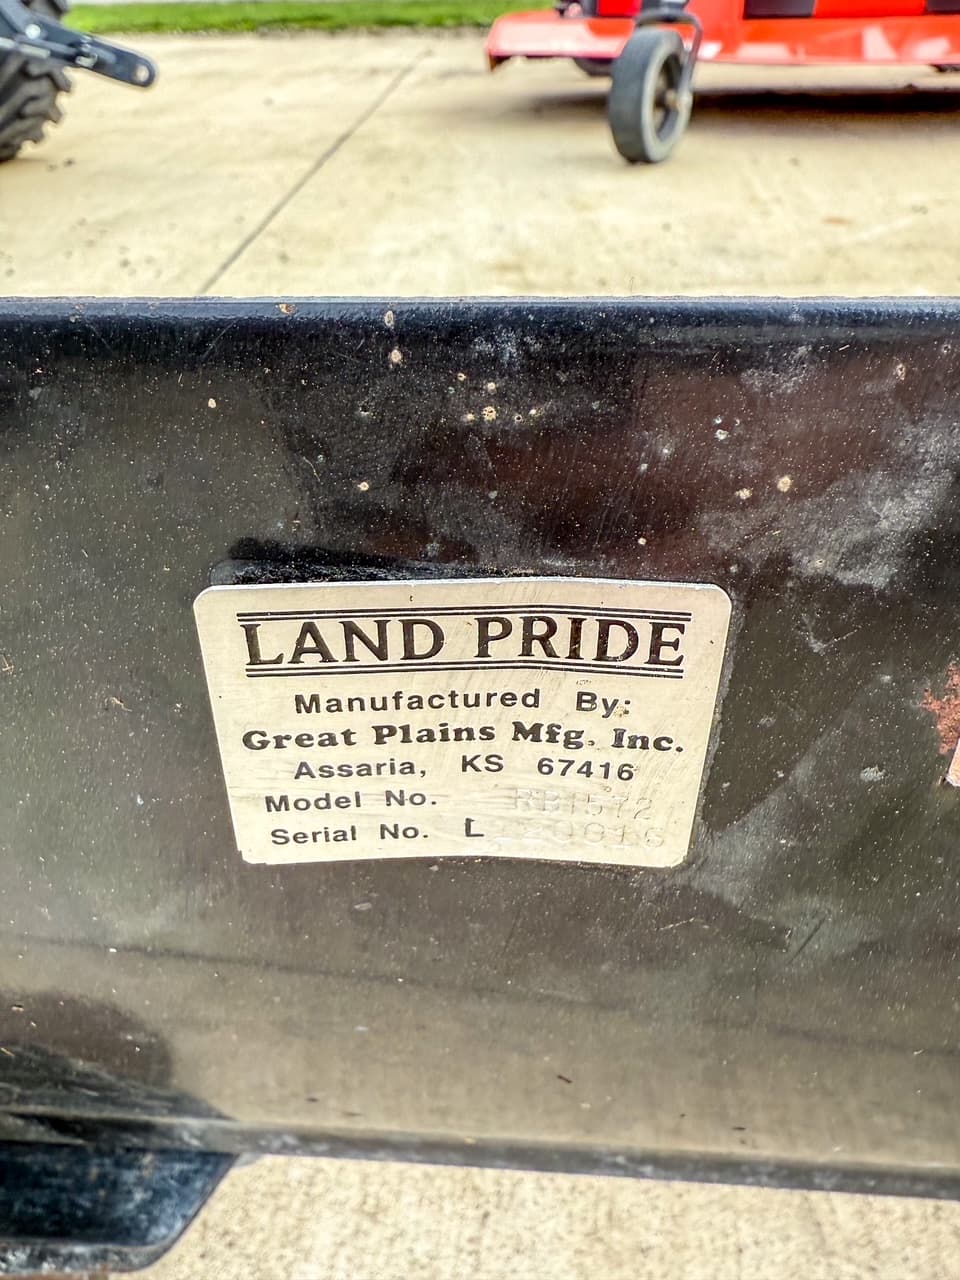 LAND PRIDE
Manufactured By:
Great Plains Mfg. Inc.
Assaria, KS 67416
Model No. RB1572
Serial No. L